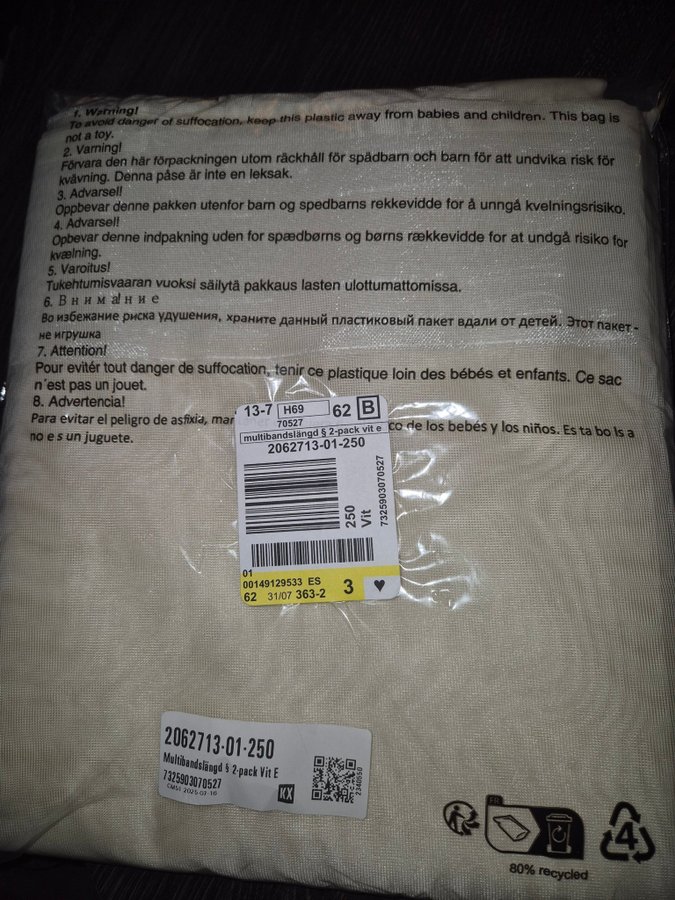 1. Warning!
To avoid danger of suffocation, keep this plastic away from babies and children. This bag is
not a toy.
2. Varning!
Förvara den här förpackningen utom räckhåll för spädbarn och barn för att undvika risk för
kvävning. Denna påse är inte en leksak.
3. Advarsel!
Oppbevar denne pakken utenfor barn og spedbarns rekkevidde for å unngå kvelningsrisiko.
4. Advarsel!
Opbevar denne indpakning uden for spædbørns og børns rækkevidde for at undgå risiko for
kvælning.
5. Varoitus!
Tukehtumisvaaran vuoksi säilytä pakkaus lasten ulottumattomissa.
6. Внимание
Во избежание риска удушения, храните данный пластиковый пакет вдали от детей. Этот пакет -
не игрушка
7. Attention!
Pour evitér tout danger de suffocation, tenir ce plastique loin des bébés et enfants. Ce sac
n'est pas un jouet.
8. Advertencia!
Para evitar el peligro de asfixia, co de los bebés y los niños. Es ta bo ls a
no e s un juguete.
13-7 H69 62 B
70527
multibandslängd § 2-pack vit e
2062713-01-250
250
Vit
7325903070527
01
00149129533 ES
62 31/07 363-2 3 ♥
2062713-01-250
Multibandslängd § 2-pack Vit E
7325903070527
2025-07-16
KX
2340550
FR
4
80% recycled